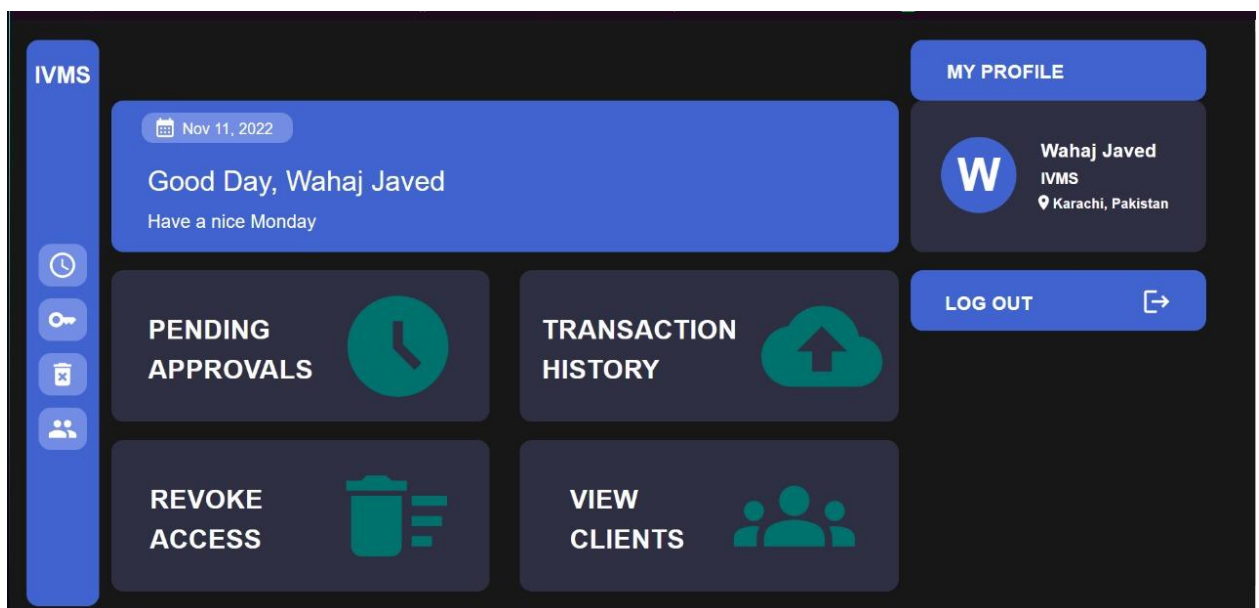 IVMS
Nov 11, 2022
Good Day, Wahaj Javed
Have a nice Monday
PENDING
APPROVALS
TRANSACTION
HISTORY
REVOKE
ACCESS
VIEW
CLIENTS
MY PROFILE
W
Wahaj Javed
IVMS
Karachi, Pakistan
LOG OUT